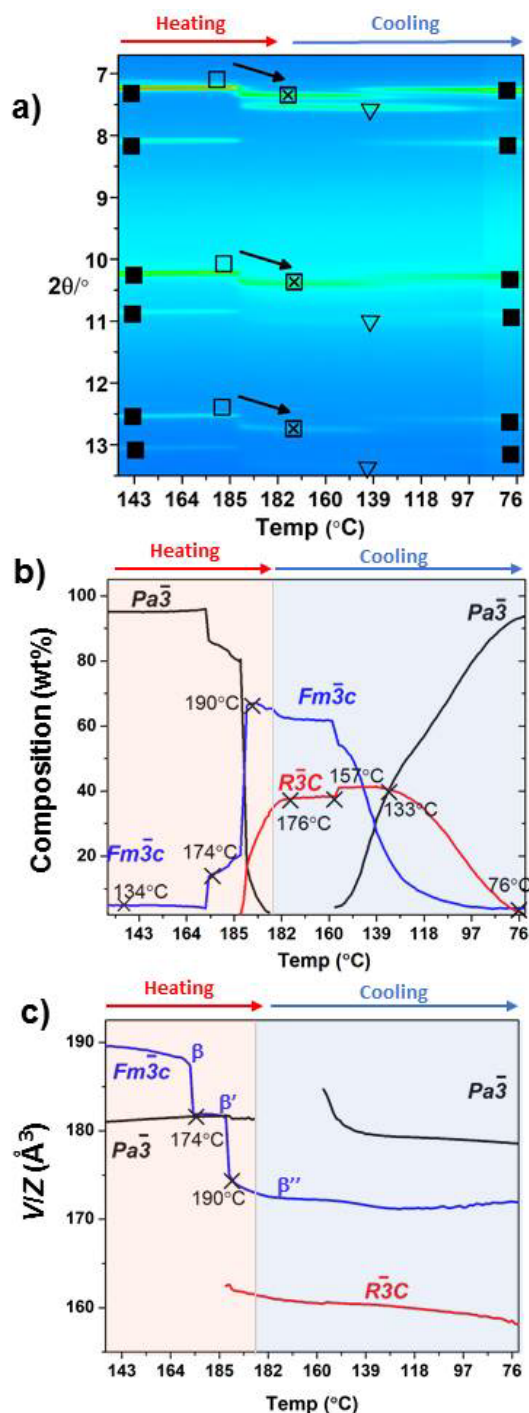 Heating Cooling
a)
7
8
9
10
2θ/°
11
12
13
143 164 185 182 160 139 118 97 76
Temp (°C)
Heating Cooling
b)
100
Pa3̄ Pa3̄
80
190°C Fm3̄c
60
Composition (wt%)
R3̄C 157°C
40
176°C 133°C
Fm3̄c 174°C
20
134°C 76°C
143 164 185 182 160 139 118 97 76
Temp (°C)
Heating Cooling
c)
190
Fm3̄c β
Pa3̄
β'
180
Pa3̄ 174°C
V/Z (Å³)
190°C β''
170
R3̄C
160
143 164 185 182 160 139 118 97 76
Temp (°C)